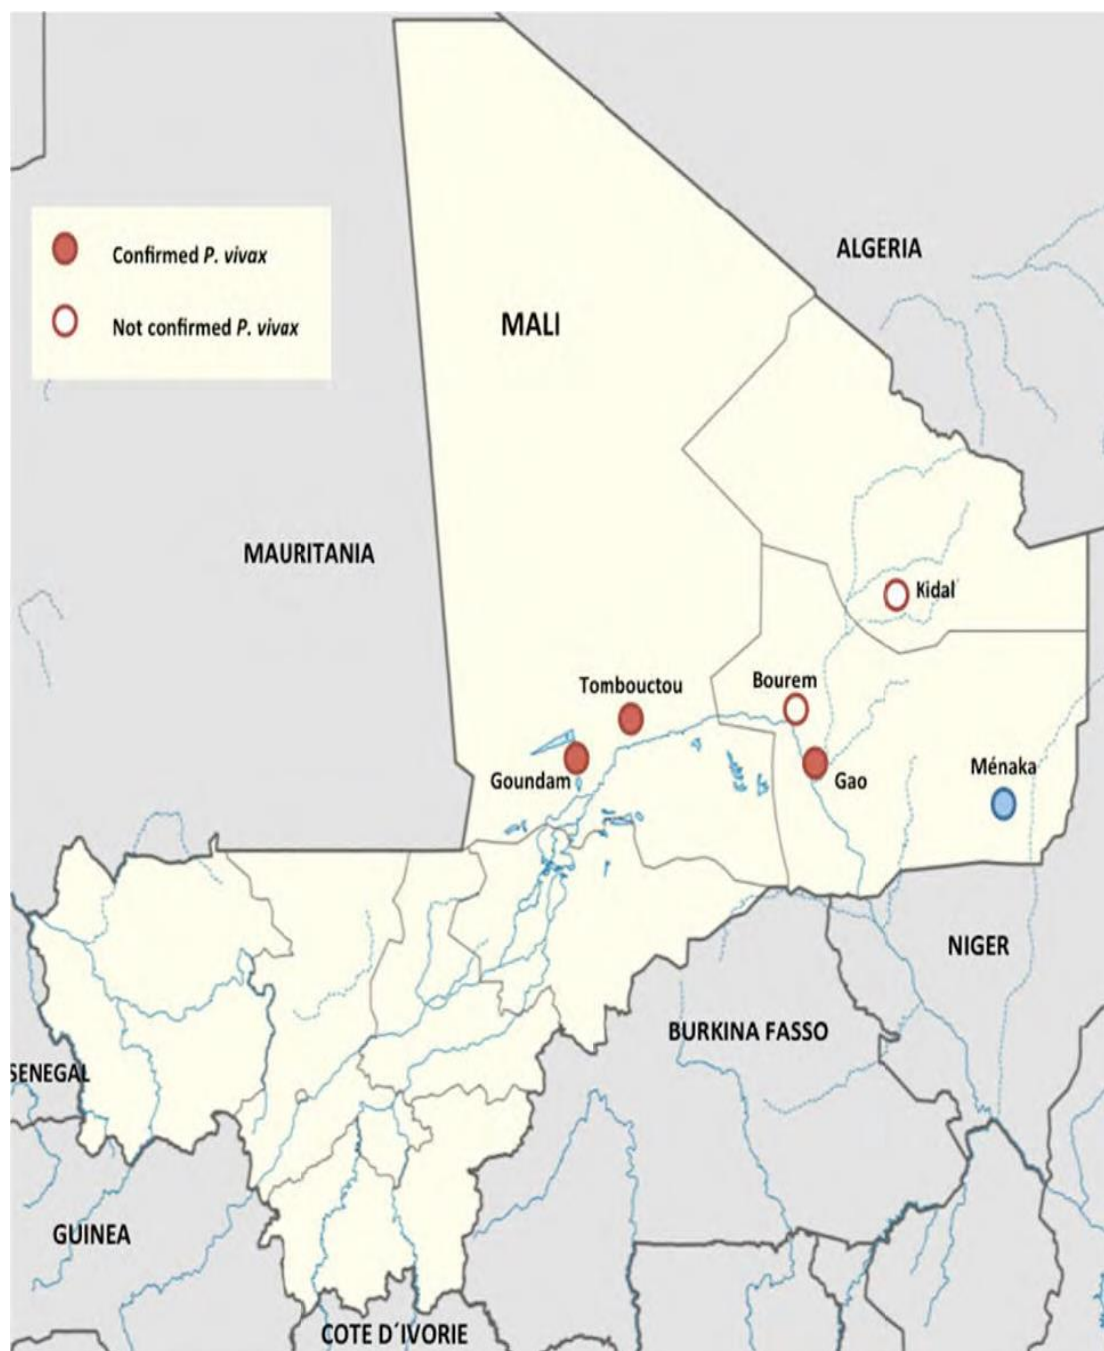 ALGERIA
Confirmed P. vivax
MALI
Not confirmed P. vivax
MAURITANIA
Kidal
Tombouctou
Bourem
Goundam
Gao
Ménaka
NIGER
BURKINA FASSO
SENEGAL
GUINEA
COTE D´IVORIE